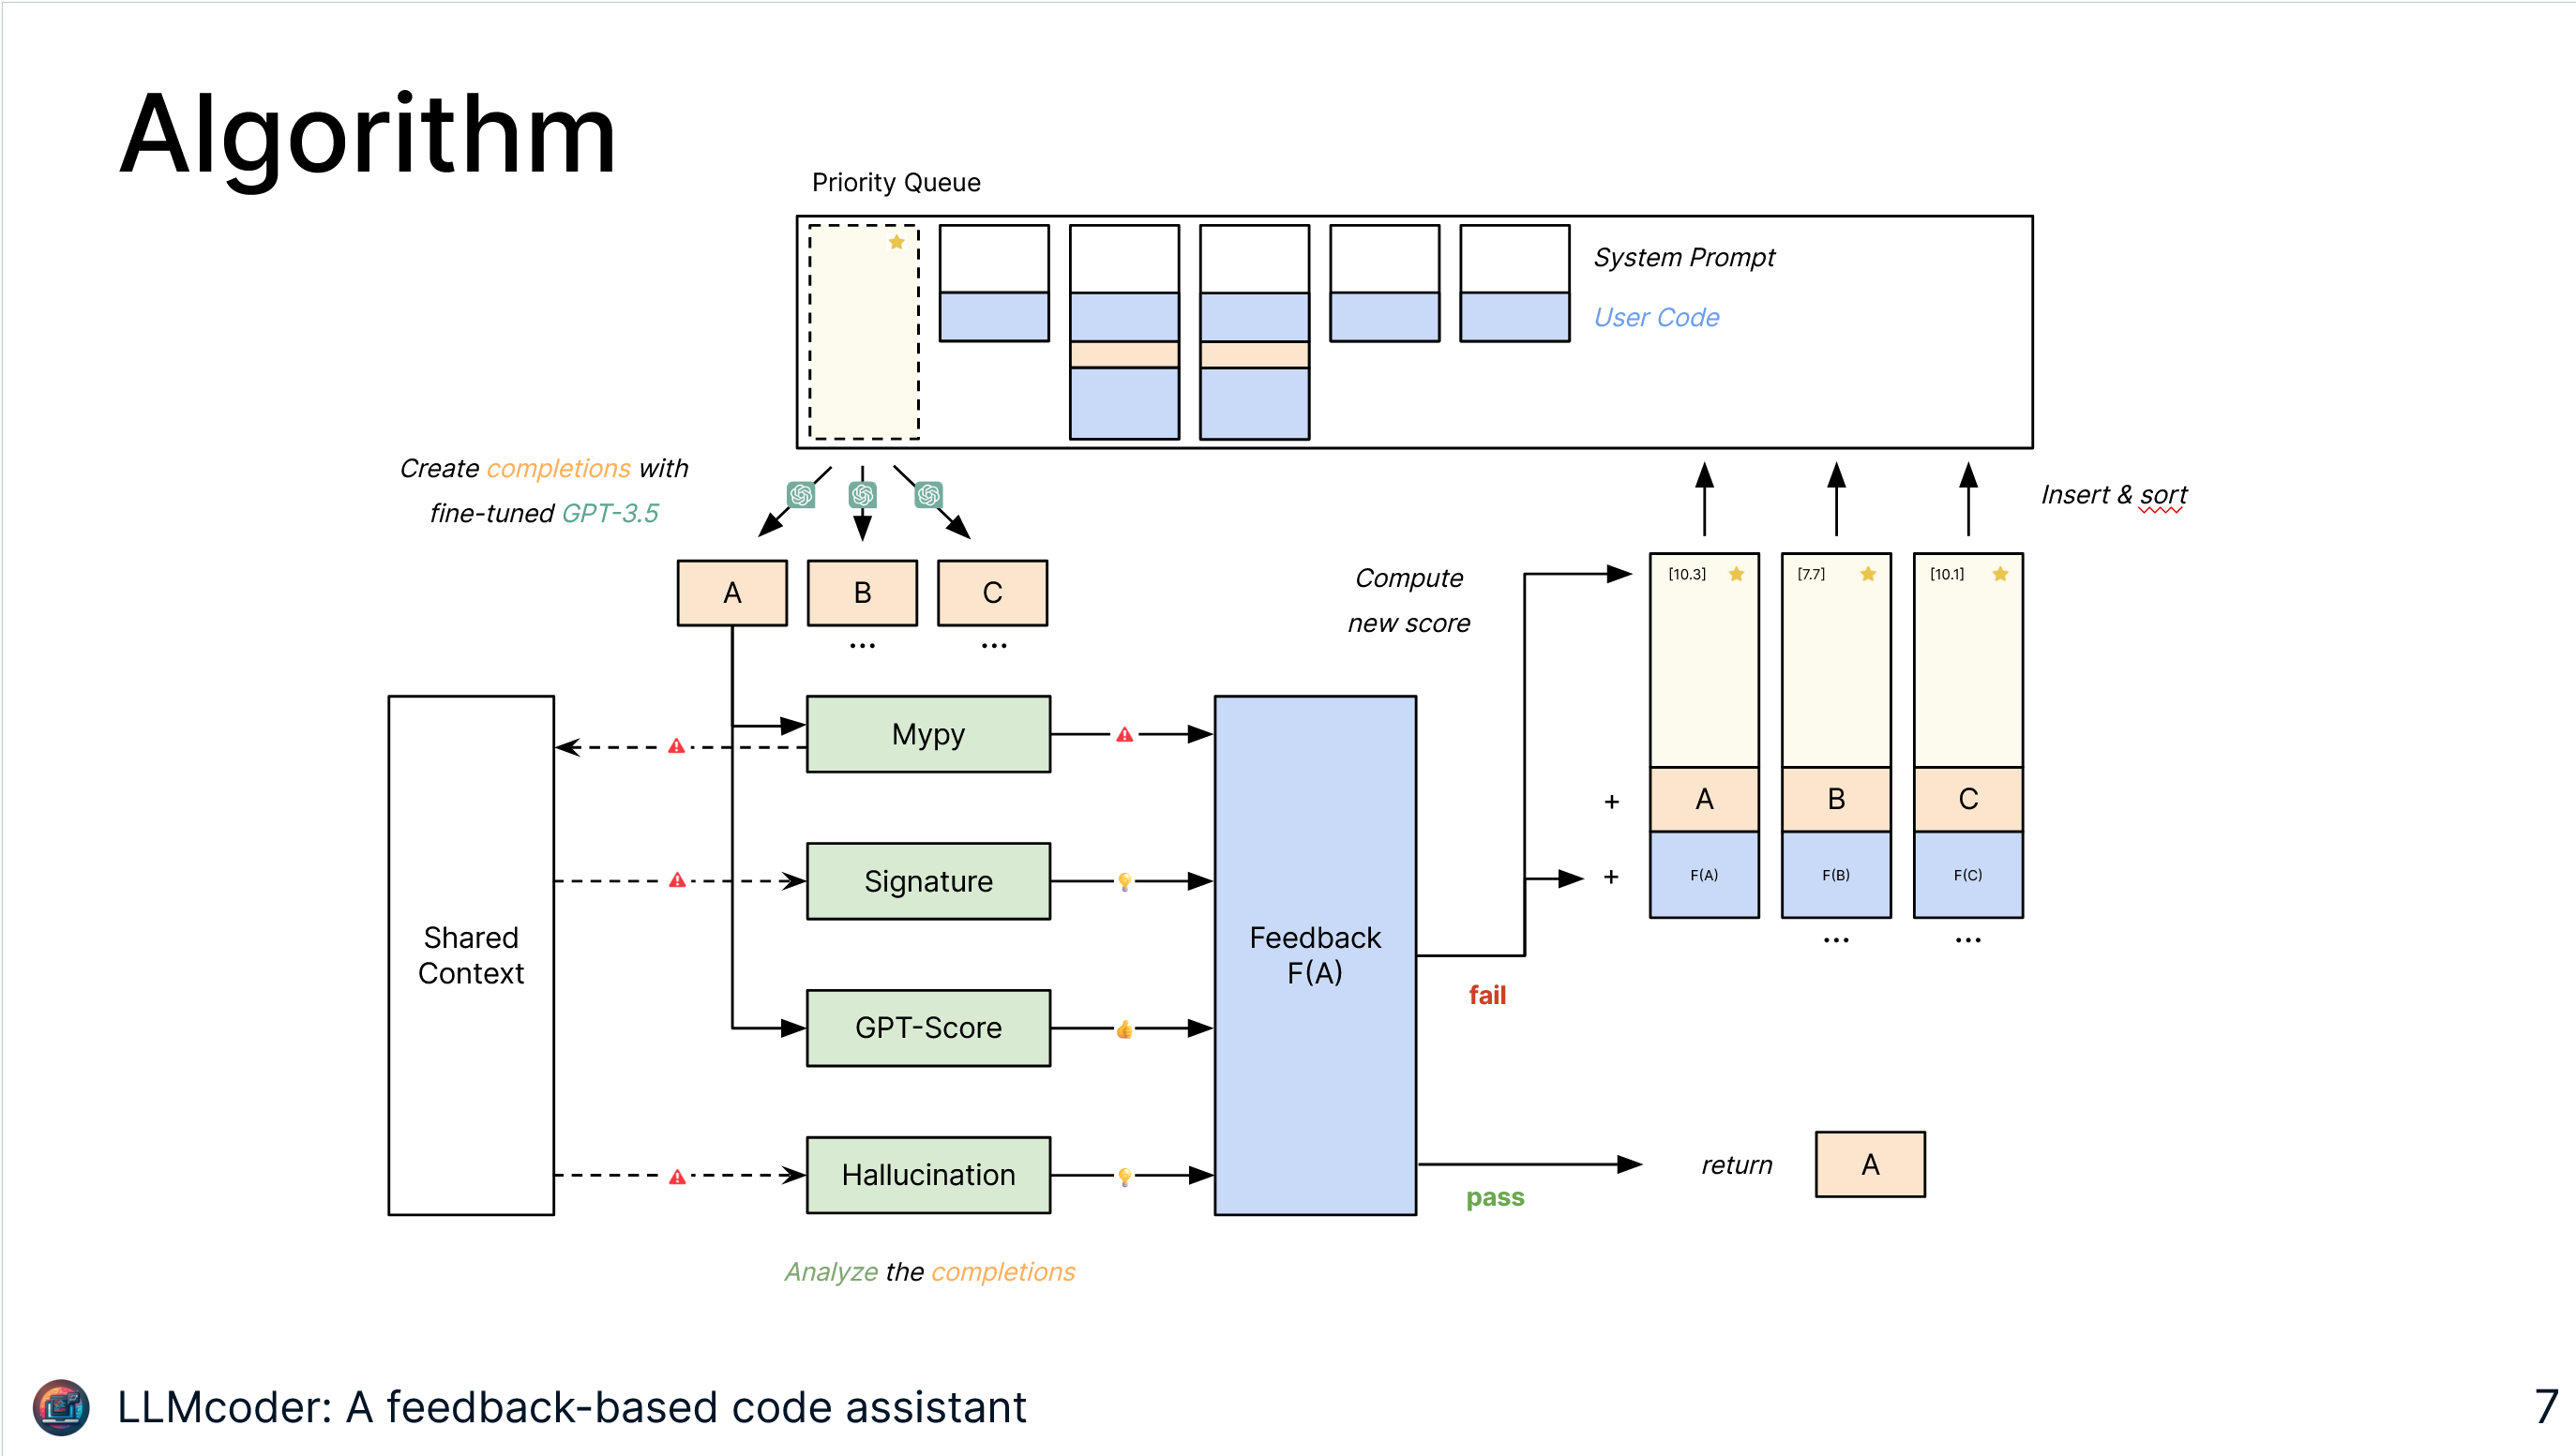 Algorithm
Priority Queue
System Prompt
User Code
Create completions with
fine-tuned GPT-3.5
Insert & sort
A
B
C
...
...
Compute
new score
[10.3]
[7.7]
[10.1]
Mypy
Signature
GPT-Score
Hallucination
Shared
Context
Feedback
F(A)
+
A
B
C
+
F(A)
F(B)
F(C)
...
...
fail
pass
return
A
Analyze the completions
LLMcoder: A feedback-based code assistant
7